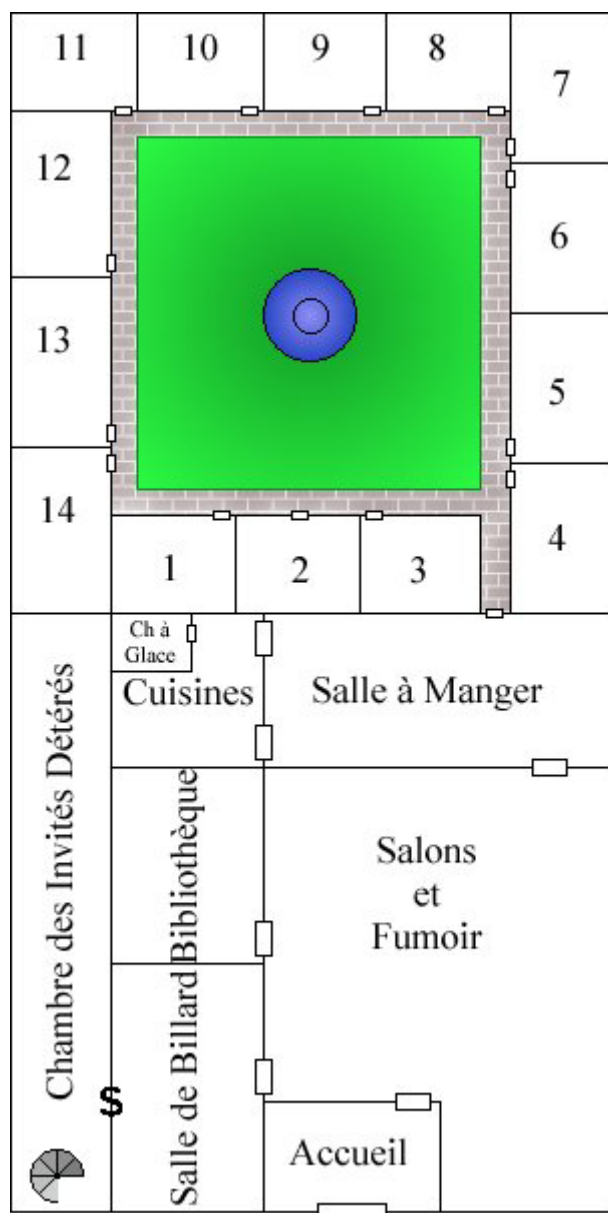 11
10
9
8
7
12
6
13
5
14
1
2
3
4
Ch à
Glace
Cuisines
Salle à Manger
Chambre des Invités Détérés
Bibliothèque
Salons
et
Fumoir
Salle de Billard
S
Accueil